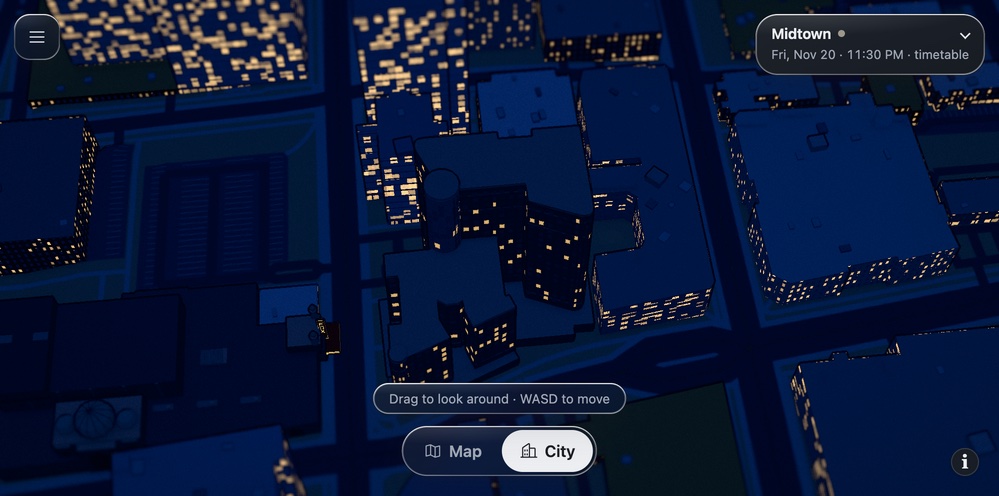 Midtown
Fri, Nov 20 · 11:30 PM · timetable
Drag to look around · WASD to move
Map
City
i